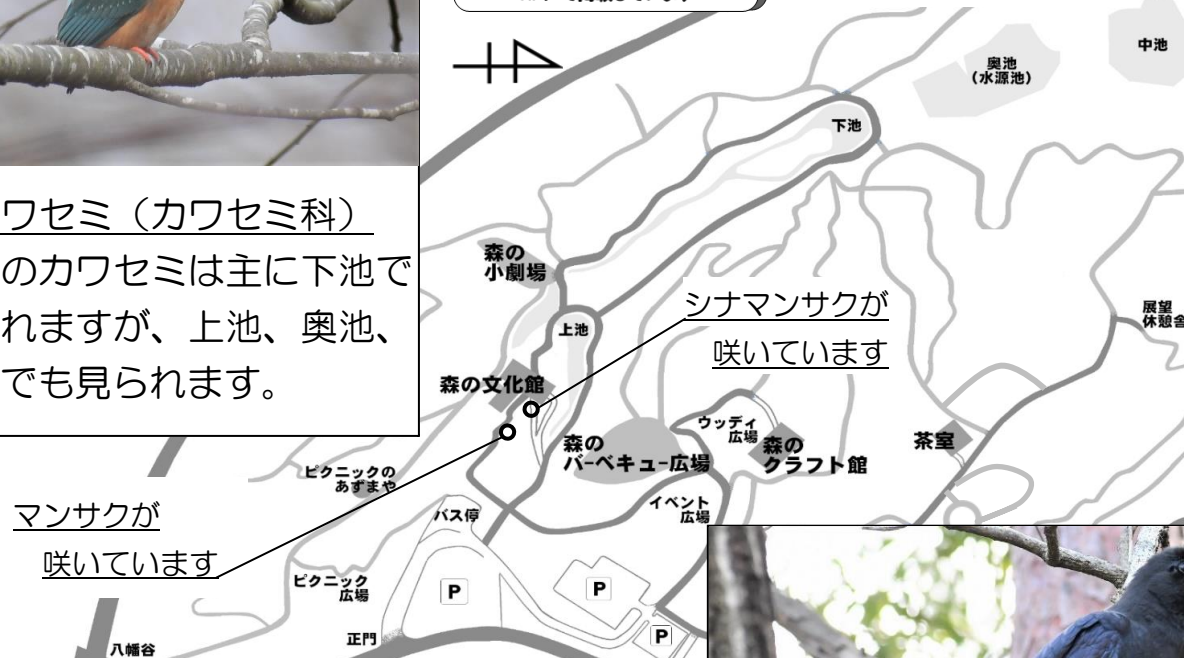 ワセミ（カワセミ科）
のカワセミは主に下池で
れますが、上池、奥池、
でも見られます。
中池
奥池
（水源池）
下池
森の
小劇場
シナマンサクが
咲いています
展望
休憩舎
上池
森の文化館
ウッディ
広場
森の
クラフト館
茶室
森の
バーベキュー広場
ピクニックの
あずまや
マンサクが
咲いています
バス停
イベント
広場
ピクニック
広場
P
P
P
正門
八幡谷